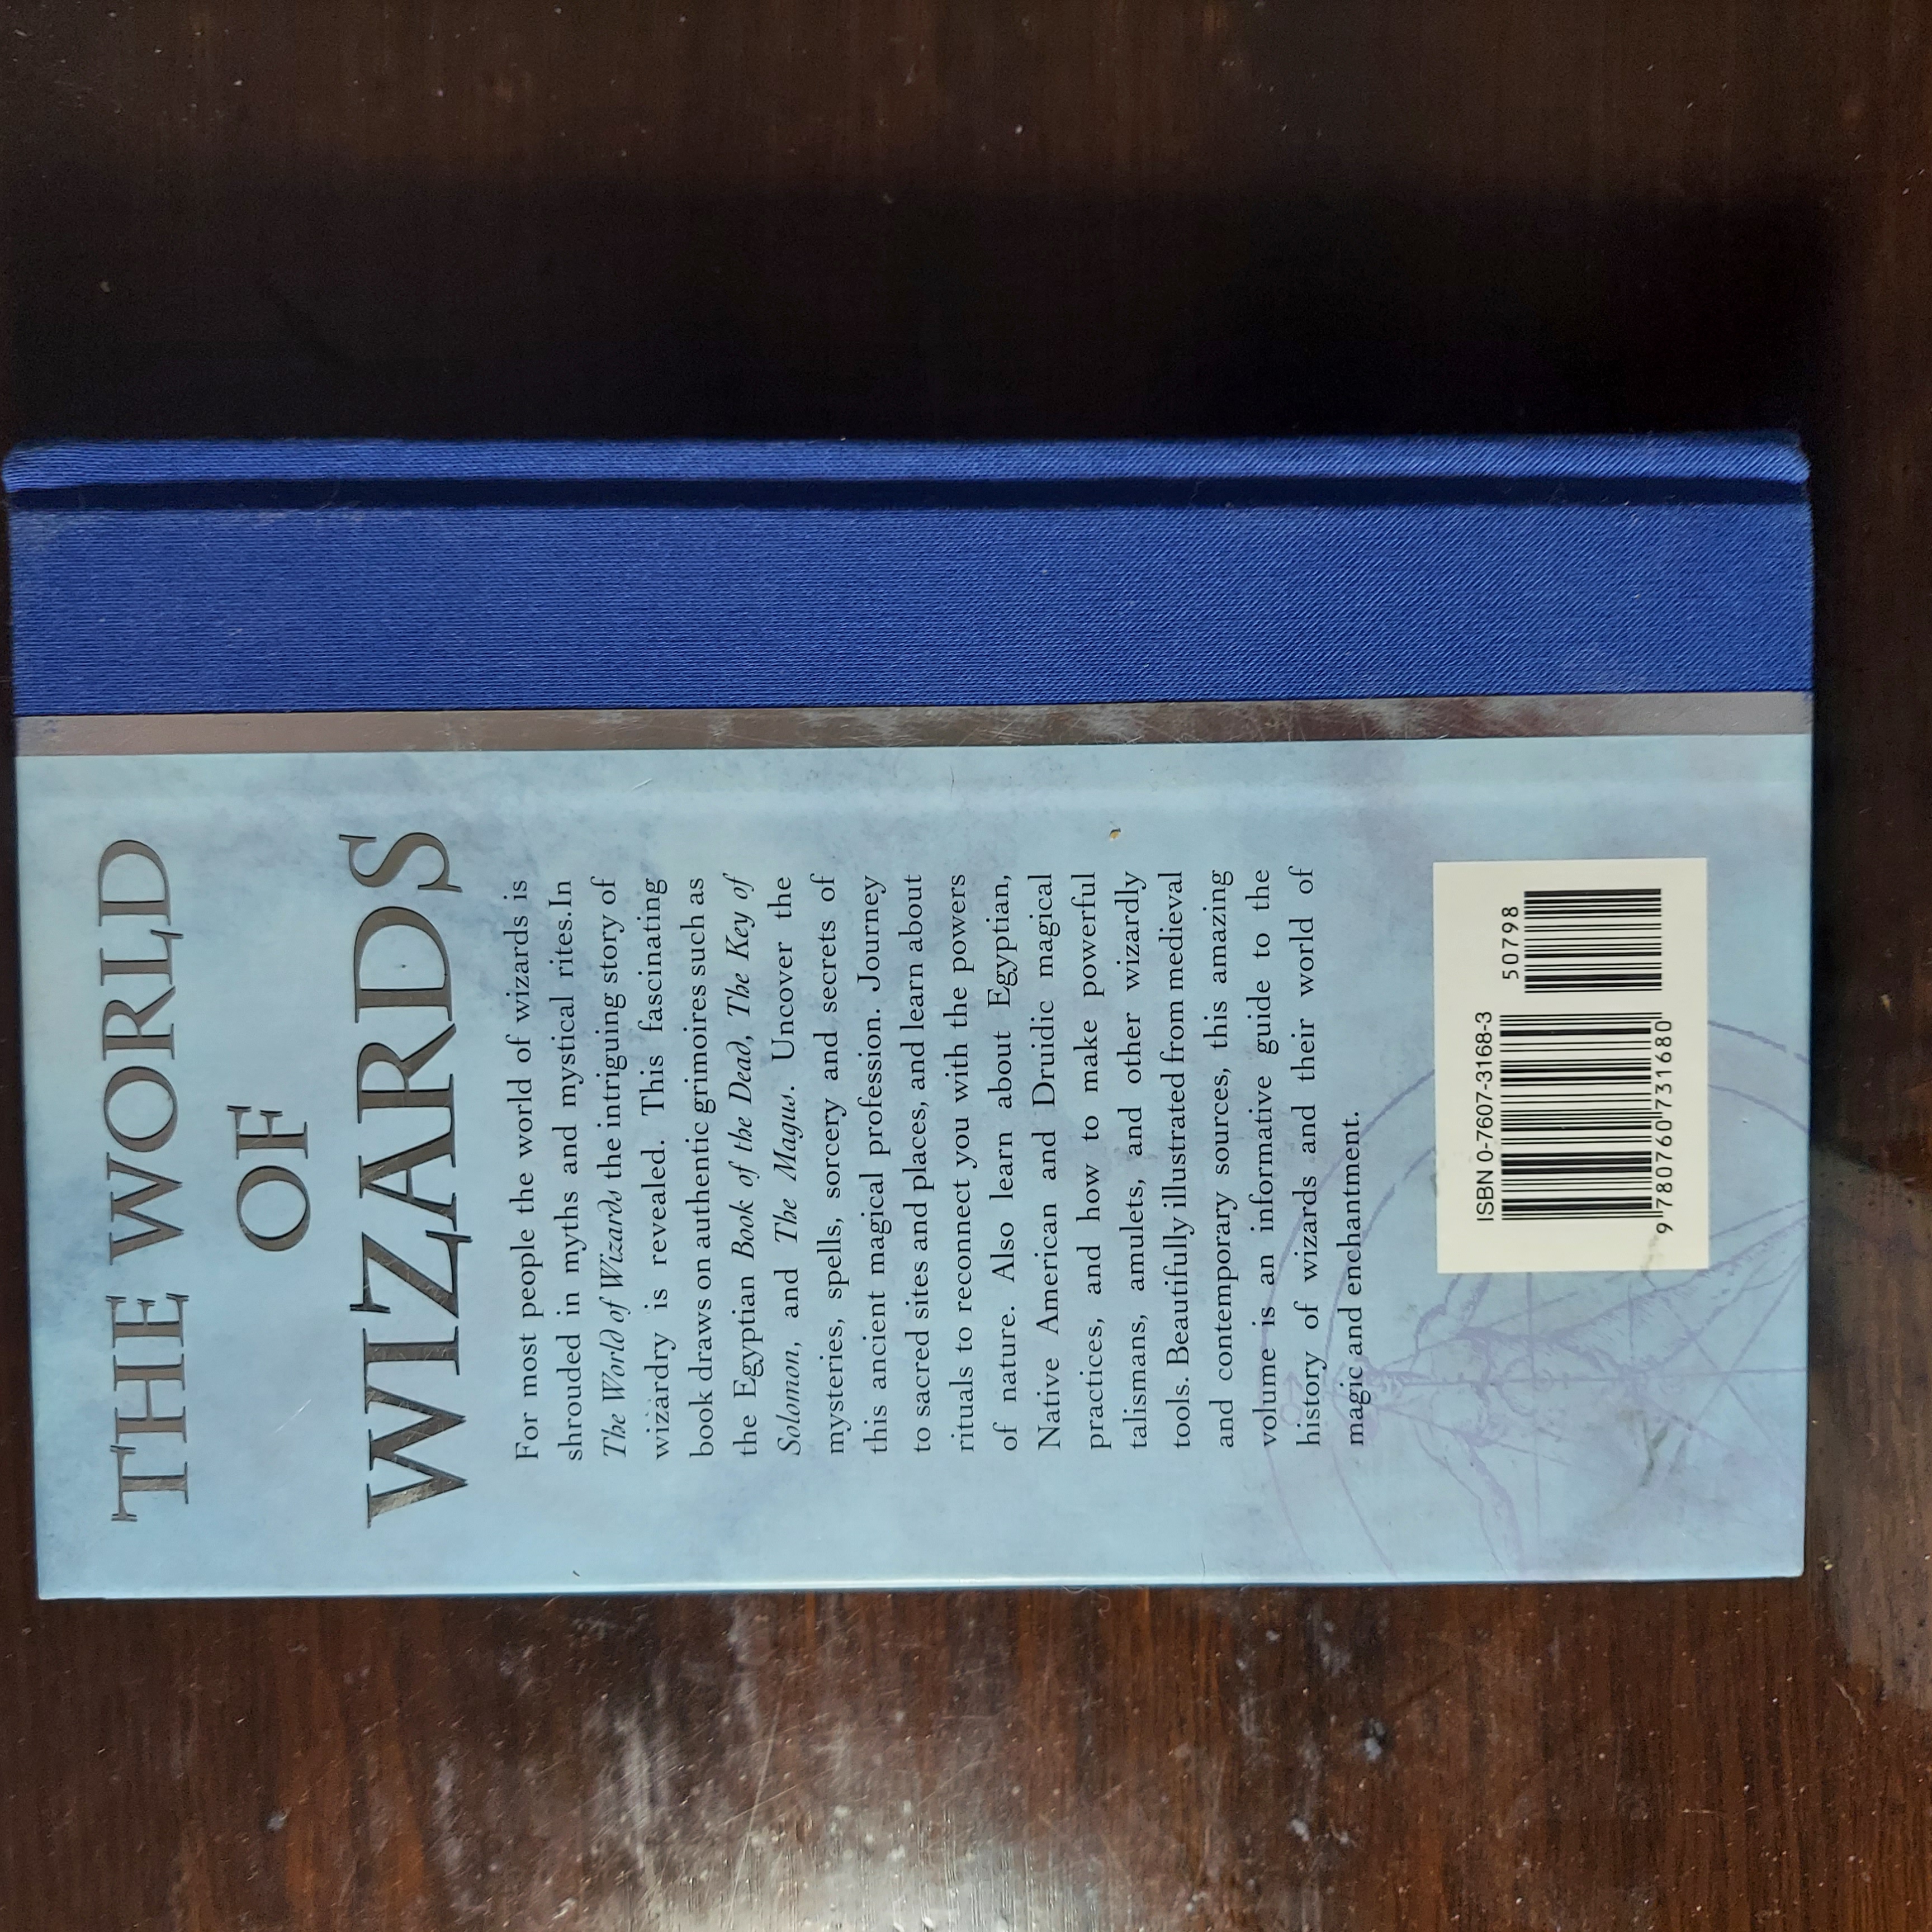 THE WORLD
OF
WIZARDS
For most people the world of wizards is
shrouded in myths and mystical rites. In
The World of Wizards the intriguing story of
wizardry is revealed. This fascinating
book draws on authentic grimoires such as
the Egyptian Book of the Dead, The Key of
Solomon, and The Magus. Uncover the
mysteries, spells, sorcery and secrets of
this ancient magical profession. Journey
to sacred sites and places, and learn about
rituals to reconnect you with the powers
of nature. Also learn about Egyptian,
Native American and Druidic magical
practices, and how to make powerful
talismans, amulets, and other wizardly
tools. Beautifully illustrated from medieval
and contemporary sources, this amazing
volume is an informative guide to the
history of wizards and their world of
magic and enchantment.
ISBN 0-7607-3168-3
50798
9 780760 731680